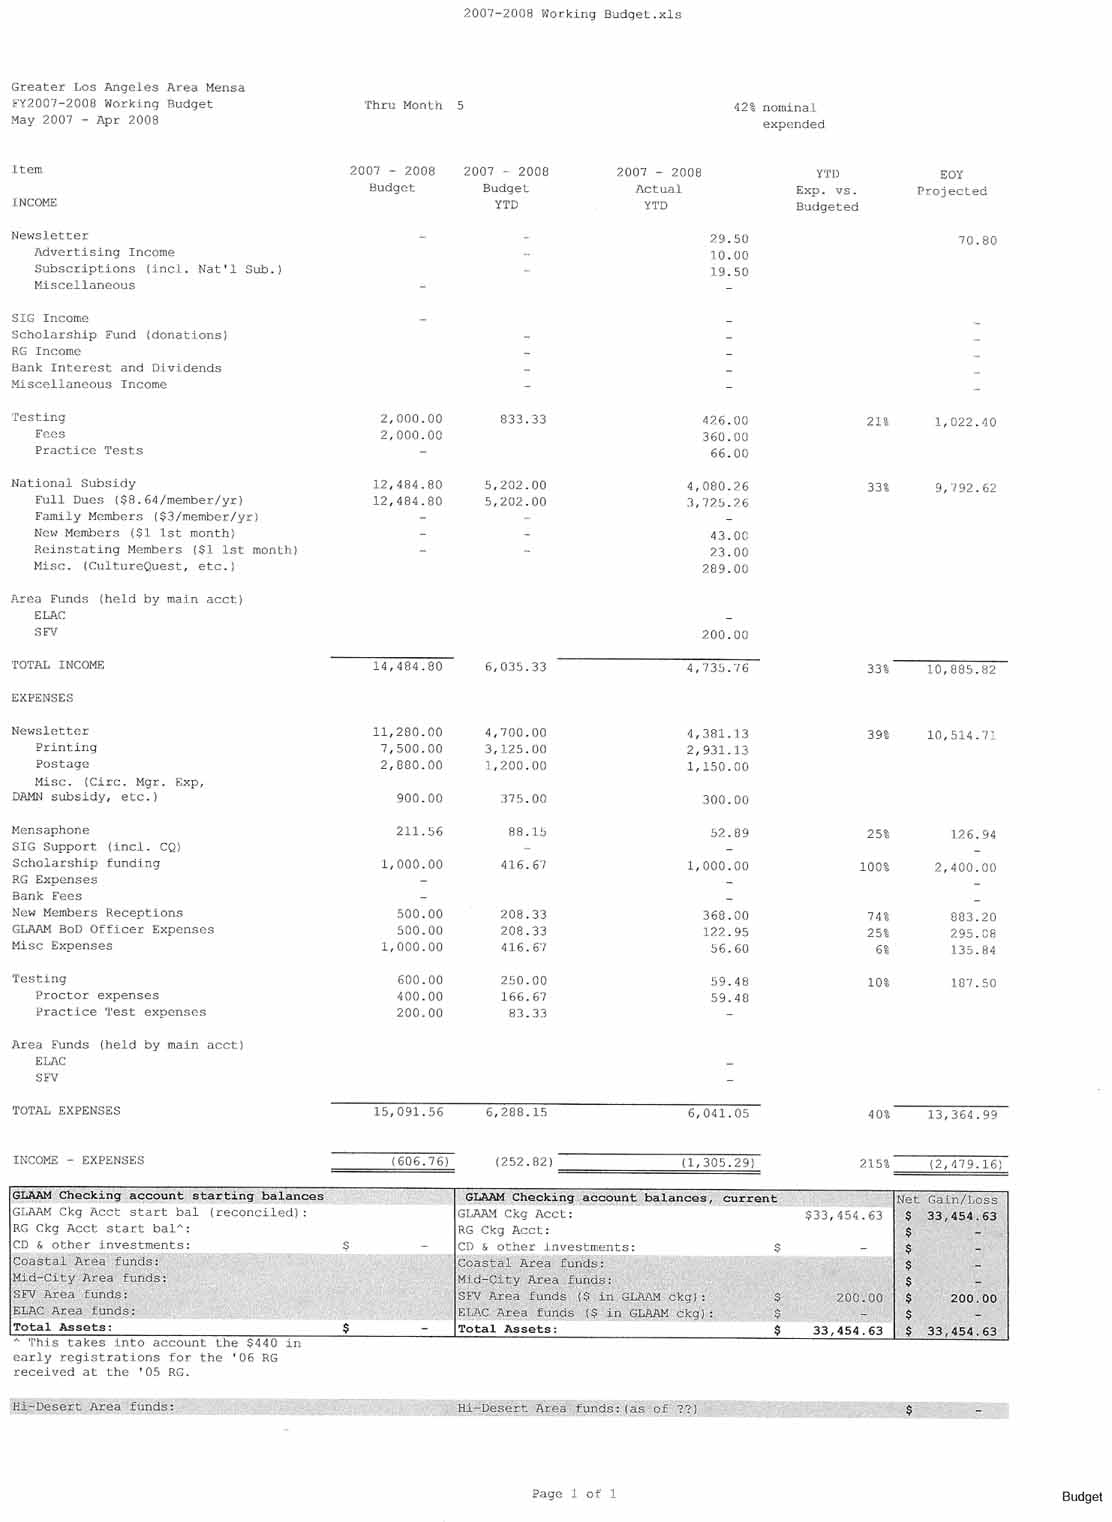 2007-2008 Working Budget.xls
Greater Los Angeles Area Mensa
FY2007-2008 Working Budget Thru Month 5 42% nominal
May 2007 - Apr 2008 expended
Item 2007 - 2008 2007 - 2008 2007 - 2008 YTD EOY
Budget Budget Actual Exp. vs. Projected
INCOME YTD YTD Budgeted
Newsletter - - 29.50 70.80
Advertising Income - 10.00
Subscriptions (incl. Nat'l Sub.) - 19.50
Miscellaneous - -
SIG Income - - -
Scholarship Fund (donations) - - -
RG Income - - -
Bank Interest and Dividends - - -
Miscellaneous Income - - -
Testing 2,000.00 833.33 426.00 21% 1,022.40
Fees 2,000.00 360.00
Practice Tests - 66.00
National Subsidy 12,484.80 5,202.00 4,080.26 33% 9,792.62
Full Dues ($8.64/member/yr) 12,484.80 5,202.00 3,725.26
Family Members ($3/member/yr) - - -
New Members ($1 1st month) - - 43.00
Reinstating Members ($1 1st month) - - 23.00
Misc. (CultureQuest, etc.) 289.00
Area Funds (held by main acct)
ELAC -
SFV 200.00
TOTAL INCOME 14,484.80 6,035.33 4,735.76 33% 10,885.82
EXPENSES
Newsletter 11,280.00 4,700.00 4,381.13 39% 10,514.71
Printing 7,500.00 3,125.00 2,931.13
Postage 2,880.00 1,200.00 1,150.00
Misc. (Circ. Mgr. Exp,
DAMN subsidy, etc.) 900.00 375.00 300.00
Mensaphone 211.56 88.15 52.89 25% 126.94
SIG Support (incl. CQ) - - -
Scholarship funding 1,000.00 416.67 1,000.00 100% 2,400.00
RG Expenses - - -
Bank Fees - - -
New Members Receptions 500.00 208.33 368.00 74% 883.20
GLAAM BoD Officer Expenses 500.00 208.33 122.95 25% 295.08
Misc Expenses 1,000.00 416.67 56.60 6% 135.84
Testing 600.00 250.00 59.48 10% 187.50
Proctor expenses 400.00 166.67 59.48
Practice Test expenses 200.00 83.33 -
Area Funds (held by main acct)
ELAC -
SFV -
TOTAL EXPENSES 15,091.56 6,288.15 6,041.05 40% 13,364.99
INCOME - EXPENSES (606.76) (252.82) (1,305.29) 215% (2,479.16)
GLAAM Checking account starting balances GLAAM Checking account balances, current Net Gain/Loss
GLAAM Ckg Acct start bal (reconciled): GLAAM Ckg Acct: $33,454.63 $ 33,454.63
RG Ckg Acct start bal^: RG Ckg Acct: $ -
CD & other investments: $ - CD & other investments: $ - $ -
Coastal Area funds: Coastal Area funds: $ -
Mid-City Area funds: Mid-City Area funds: $ -
SFV Area funds: SFV Area funds ($ in GLAAM ckg): $ 200.00 $ 200.00
ELAC Area funds: ELAC Area funds ($ in GLAAM ckg): $ - $ -
Total Assets: $ - Total Assets: $ 33,454.63 $ 33,454.63
^ This takes into account the $440 in
early registrations for the '06 RG
received at the '05 RG.
Hi-Desert Area funds: Hi-Desert Area funds:(as of ??) $ -
Page 1 of 1
Budget